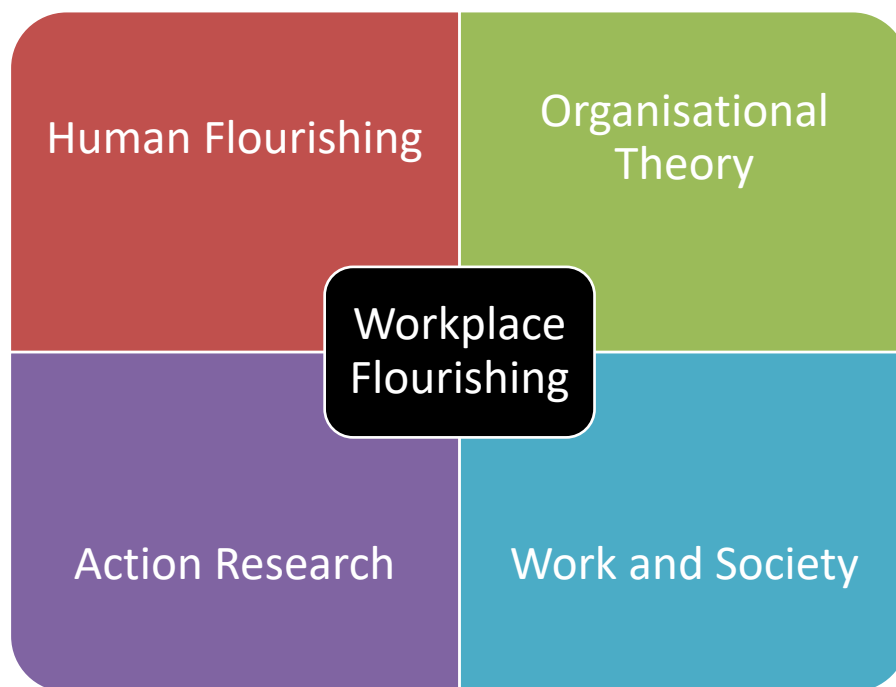 Human Flourishing
Organisational
Theory
Workplace
Flourishing
Action Research
Work and Society